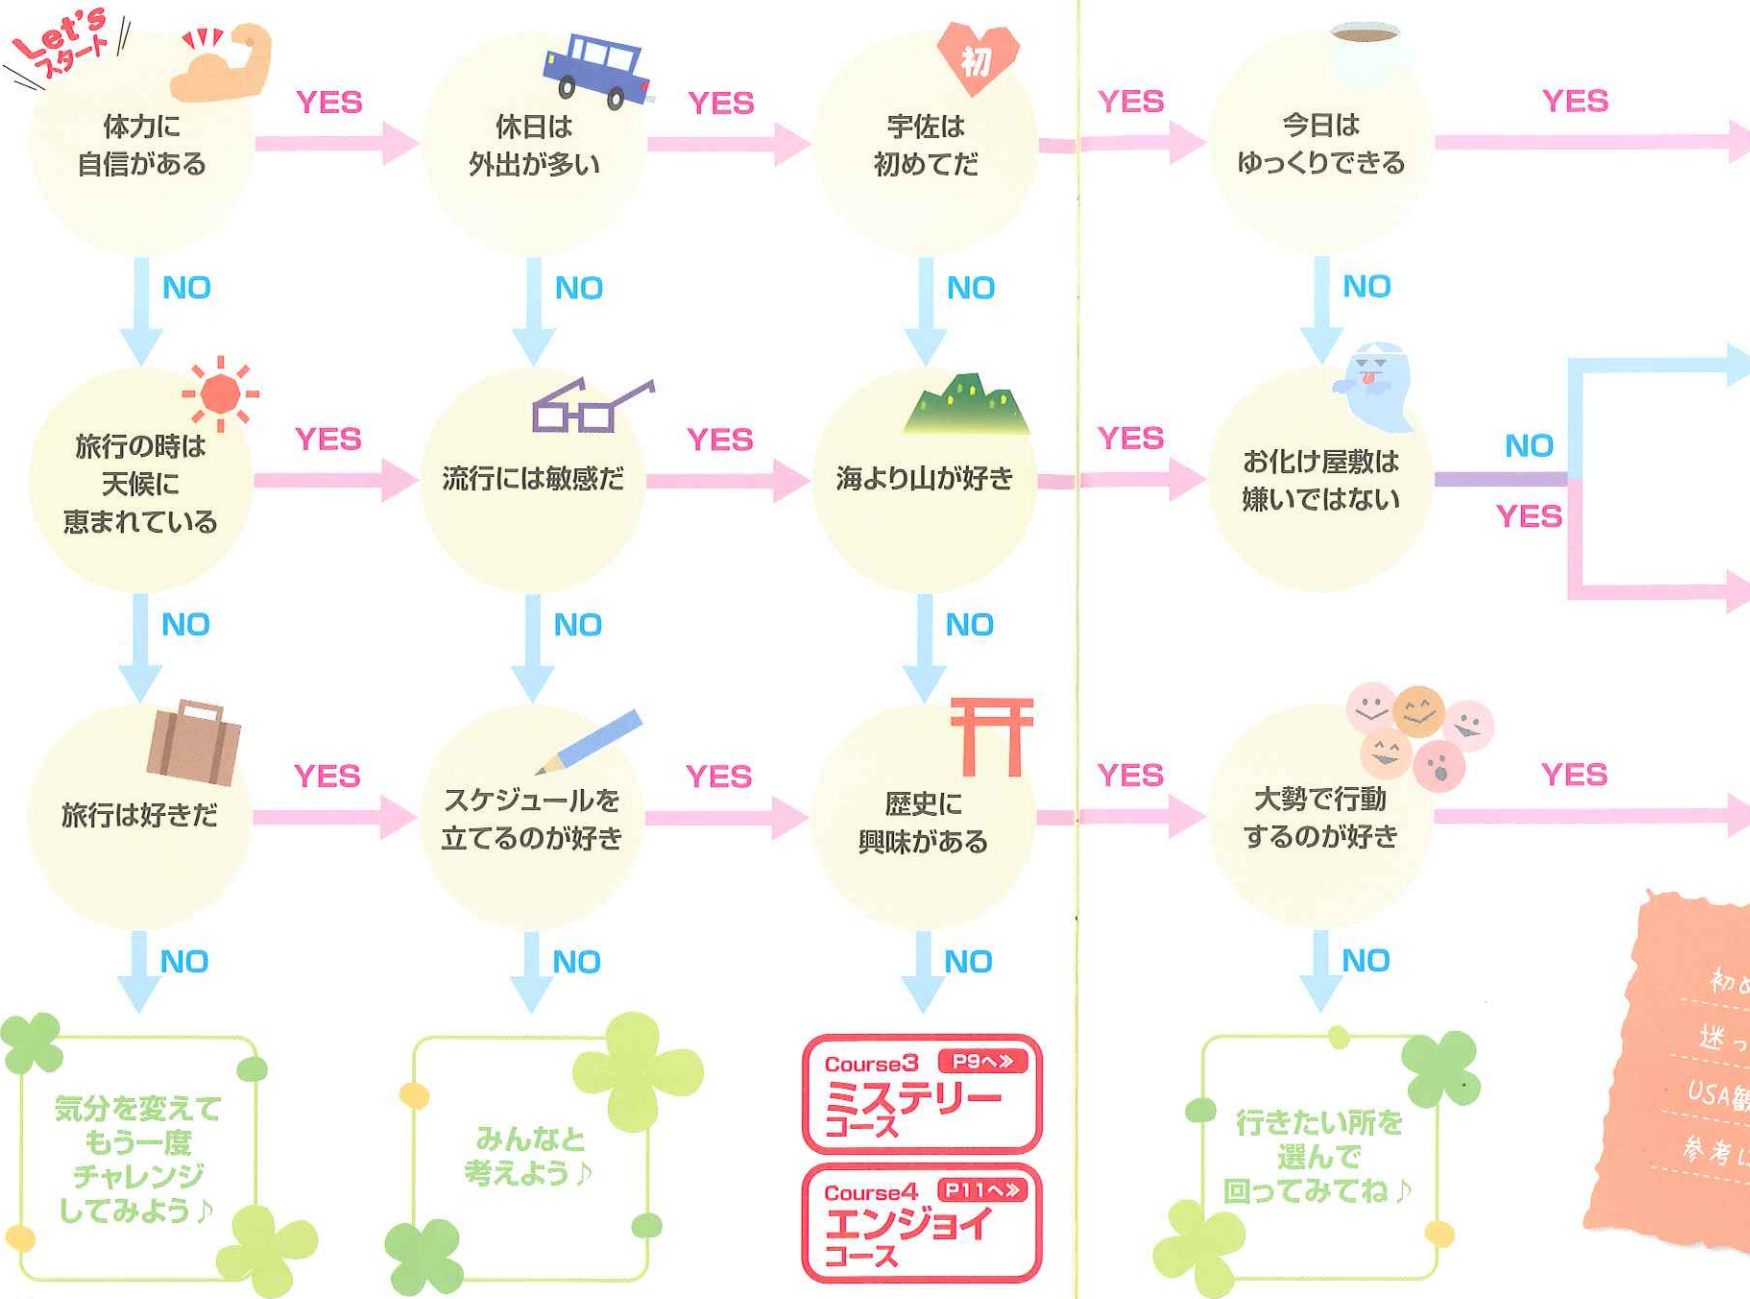 Let's
スタート
体力に
自信がある
YES
休日は
外出が多い
YES
初
宇佐は
初めてだ
YES
今日は
ゆっくりできる
YES
NO
NO
NO
NO
旅行の時は
天候に
恵まれている
YES
流行には敏感だ
YES
海より山が好き
YES
お化け屋敷は
嫌いではない
NO
YES
NO
NO
NO
旅行は好きだ
YES
スケジュールを
立てるのが好き
YES
歴史に
興味がある
YES
大勢で行動
するのが好き
YES
NO
NO
NO
NO
気分を変えて
もう一度
チャレンジ
してみよう♪
みんなと
考えよう♪
Course3 P9へ≫
ミステリー
コース
Course4 P11へ≫
エンジョイ
コース
行きたい所を
選んで
回ってみてね♪
初め
迷っ
USA観
参考に